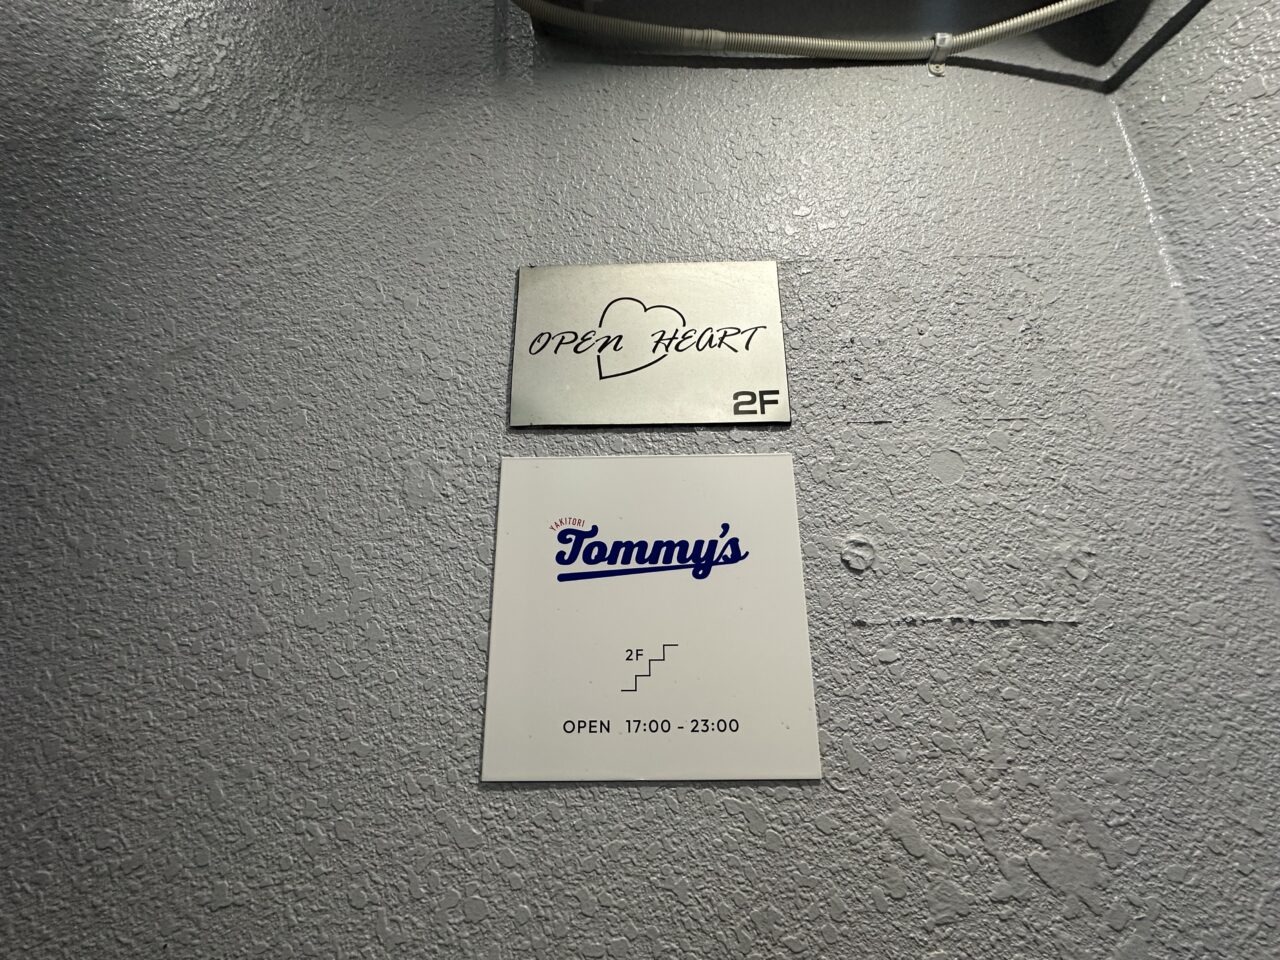 OPEN HEART
2F
YAKITORI
Tommy's
2F
OPEN 17:00 - 23:00